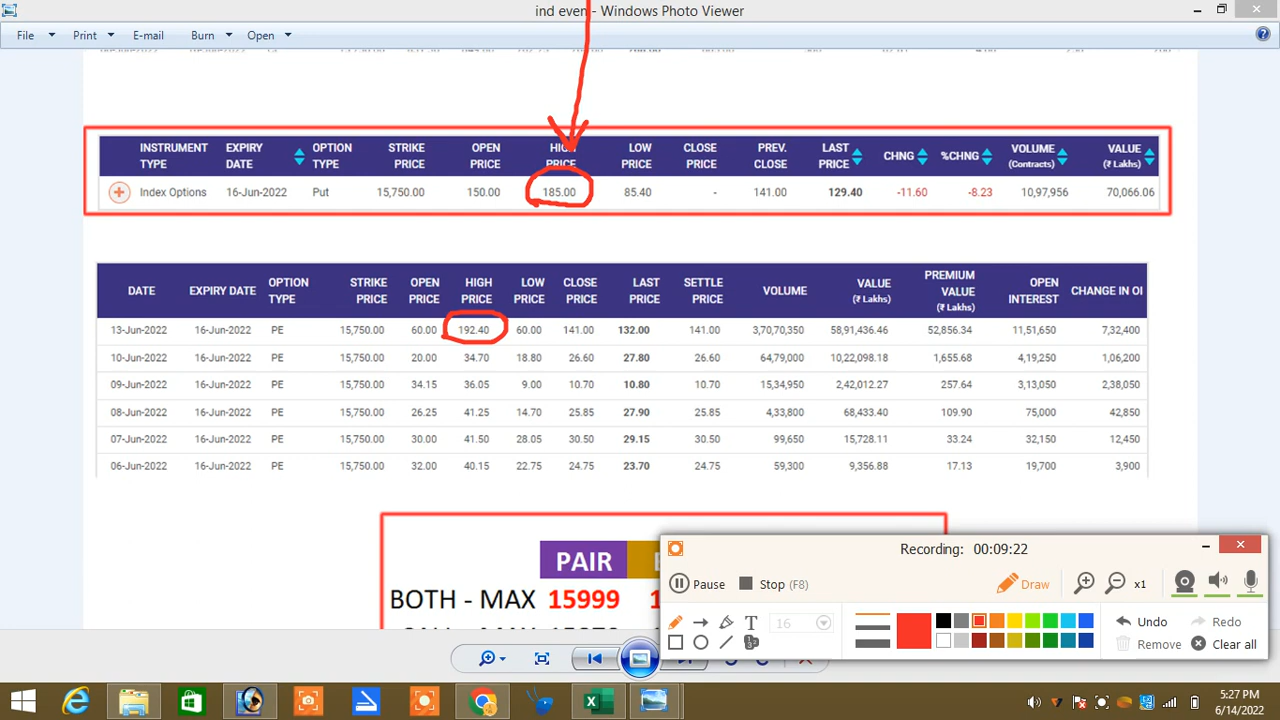 ind even - Windows Photo Viewer
File Print E-mail Burn Open
INSTRUMENT TYPE EXPIRY DATE OPTION TYPE STRIKE PRICE OPEN PRICE HIGH PRICE LOW PRICE CLOSE PRICE PREV. CLOSE LAST PRICE CHNG %CHNG VOLUME (Contracts) VALUE (₹ Lakhs)
Index Options 16-Jun-2022 Put 15,750.00 150.00 185.00 85.40 - 141.00 129.40 -11.60 -8.23 10,97,956 70,066.06
DATE EXPIRY DATE OPTION TYPE STRIKE PRICE OPEN PRICE HIGH PRICE LOW PRICE CLOSE PRICE LAST PRICE SETTLE PRICE VOLUME VALUE (₹ Lakhs) PREMIUM VALUE (₹ Lakhs) OPEN INTEREST CHANGE IN OI
13-Jun-2022 16-Jun-2022 PE 15,750.00 60.00 192.40 60.00 141.00 132.00 141.00 3,70,70,350 58,91,436.46 52,856.34 11,51,650 7,32,400
10-Jun-2022 16-Jun-2022 PE 15,750.00 20.00 34.70 18.80 26.60 27.80 26.60 64,79,000 10,22,098.18 1,655.68 4,19,250 1,06,200
09-Jun-2022 16-Jun-2022 PE 15,750.00 34.15 36.05 9.00 10.70 10.80 10.70 15,34,950 2,42,012.27 257.64 3,13,050 2,38,050
08-Jun-2022 16-Jun-2022 PE 15,750.00 26.25 41.25 14.70 25.85 27.90 25.85 4,33,800 68,433.40 109.90 75,000 42,850
07-Jun-2022 16-Jun-2022 PE 15,750.00 30.00 41.50 28.05 30.50 29.15 30.50 99,650 15,728.11 33.24 32,150 12,450
06-Jun-2022 16-Jun-2022 PE 15,750.00 32.00 40.15 22.75 24.75 23.70 24.75 59,300 9,356.88 17.13 19,700 3,900
PAIR
BOTH - MAX 15999
Recording: 00:09:22
Pause Stop (F8) Draw x1
T 16 Undo Redo
Remove Clear all
5:27 PM
6/14/2022